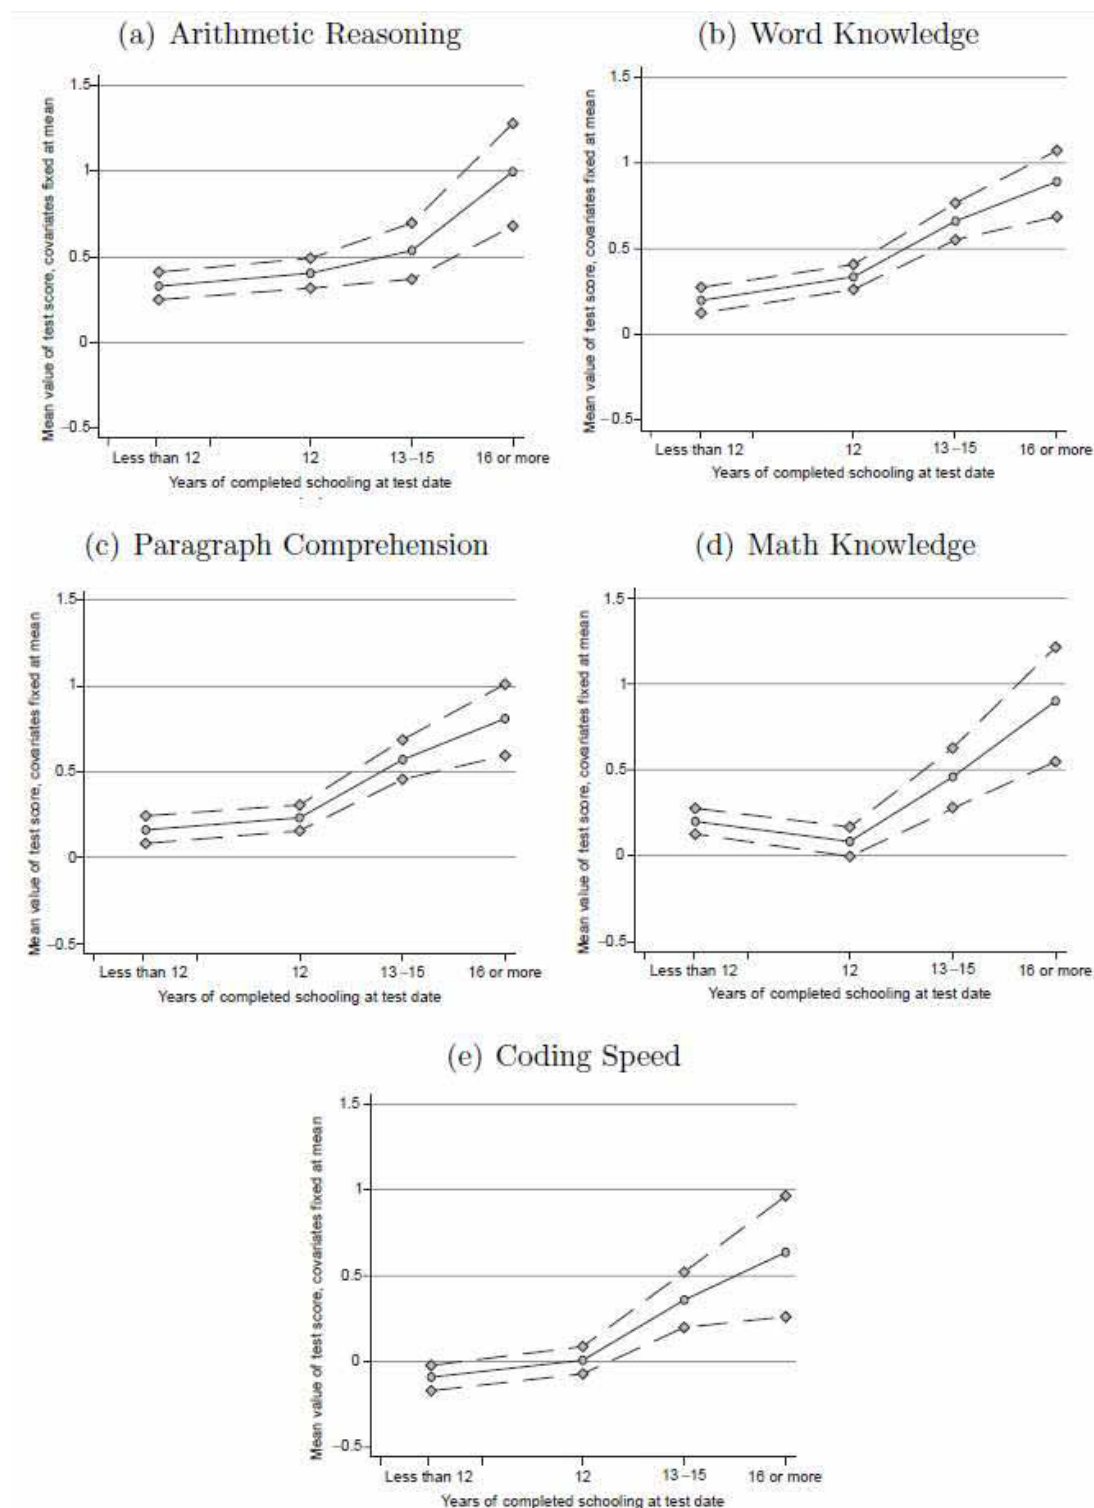 (a) Arithmetic Reasoning
Mean value of test score, covariates fixed at mean
1.5
1
0.5
0
–0.5
Less than 12 12 13–15 16 or more
Years of completed schooling at test date
(b) Word Knowledge
Mean value of test score, covariates fixed at mean
1.5
1
0.5
0
–0.5
Less than 12 12 13–15 16 or more
Years of completed schooling at test date
(c) Paragraph Comprehension
Mean value of test score, covariates fixed at mean
1.5
1
0.5
0
–0.5
Less than 12 12 13–15 16 or more
Years of completed schooling at test date
(d) Math Knowledge
Mean value of test score, covariates fixed at mean
1.5
1
0.5
0
–0.5
Less than 12 12 13–15 16 or more
Years of completed schooling at test date
(e) Coding Speed
Mean value of test score, covariates fixed at mean
1.5
1
0.5
0
–0.5
Less than 12 12 13–15 16 or more
Years of completed schooling at test date